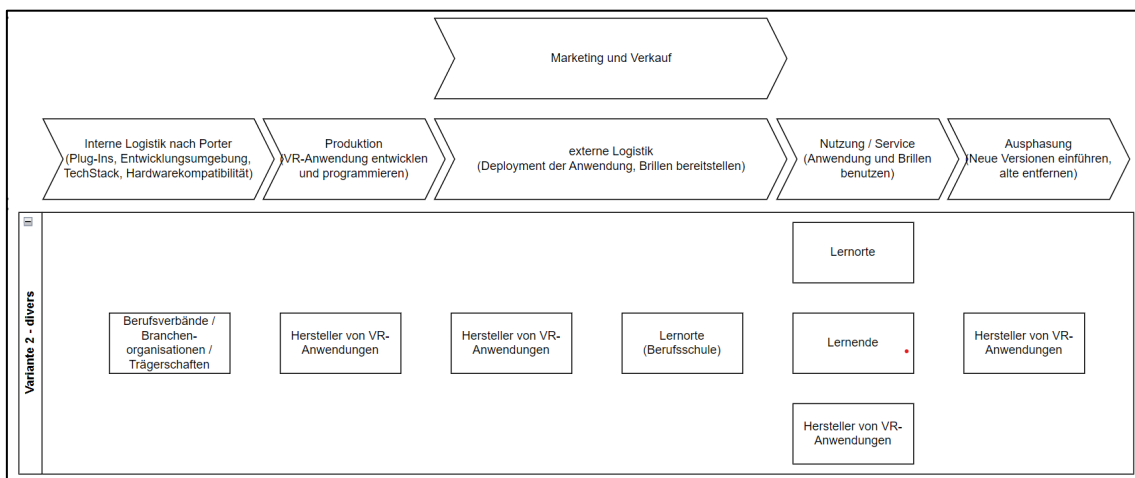 Marketing und Verkauf
Interne Logistik nach Porter
(Plug-Ins, Entwicklungsumgebung,
TechStack, Hardwarekompatibilität)
Produktion
(VR-Anwendung entwicklen
und programmieren)
externe Logistik
(Deployment der Anwendung, Brillen bereitstellen)
Nutzung / Service
(Anwendung und Brillen
benutzen)
Ausphasung
(Neue Versionen einführen,
alte entfernen)
Variante 2 - divers
Berufsverbände /
Branchen-
organisationen /
Trägerschaften
Hersteller von VR-
Anwendungen
Hersteller von VR-
Anwendungen
Lernorte
(Berufsschule)
Lernorte
Lernende
Hersteller von VR-
Anwendungen
Hersteller von VR-
Anwendungen